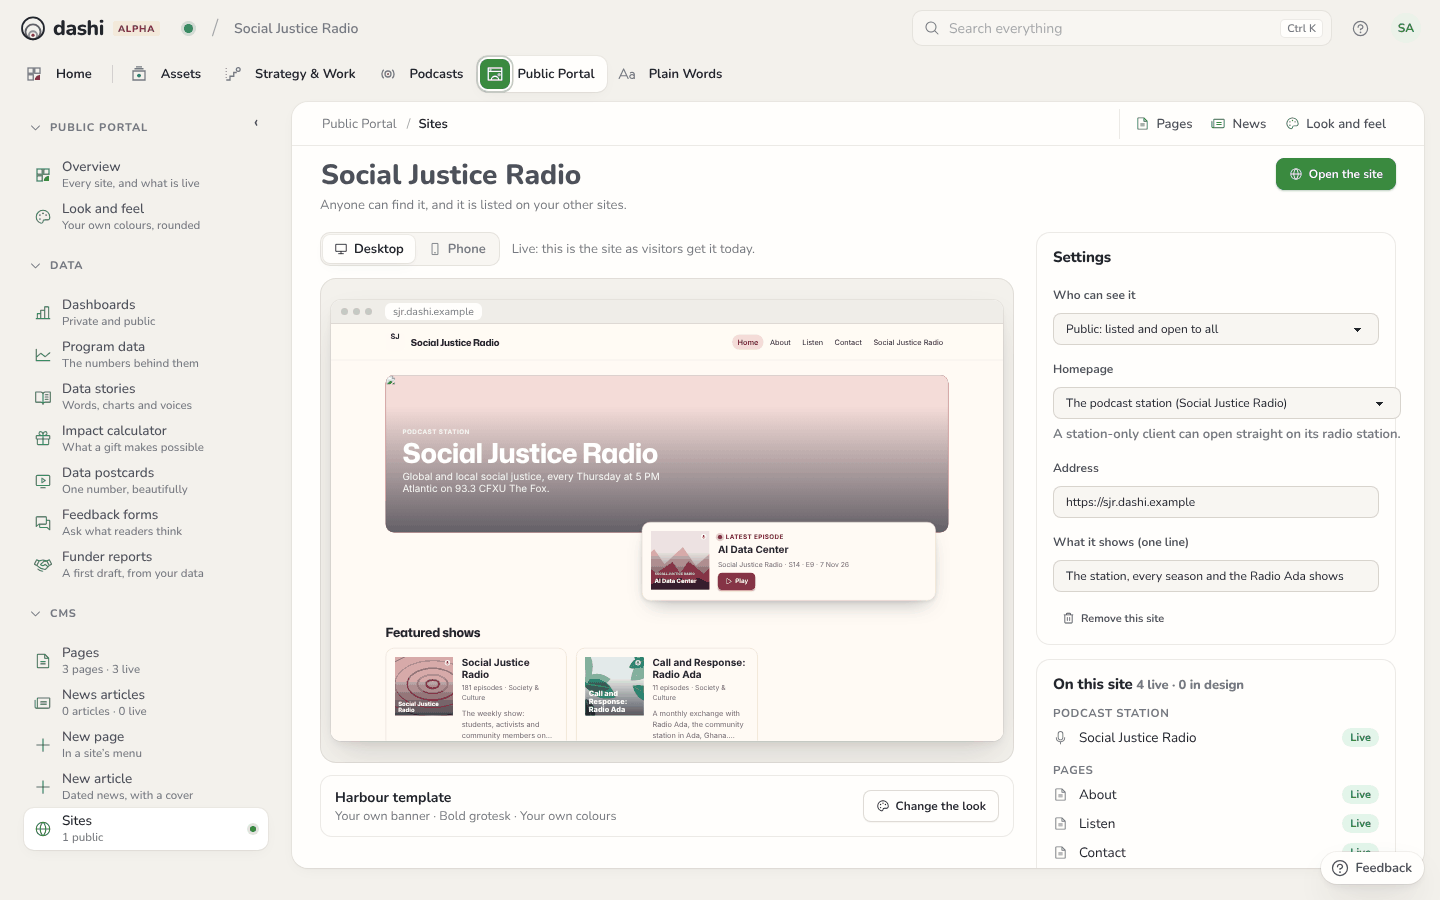 dashi ALPHA / Social Justice Radio
Search everything Ctrl K
SA
Home Assets Strategy & Work Podcasts Public Portal Aa Plain Words
PUBLIC PORTAL
Overview
Every site, and what is live
Look and feel
Your own colours, rounded
DATA
Dashboards
Private and public
Program data
The numbers behind them
Data stories
Words, charts and voices
Impact calculator
What a gift makes possible
Data postcards
One number, beautifully
Feedback forms
Ask what readers think
Funder reports
A first draft, from your data
CMS
Pages
3 pages · 3 live
News articles
0 articles · 0 live
New page
In a site's menu
New article
Dated news, with a cover
Sites
1 public
Public Portal / Sites
Pages News Look and feel
Social Justice Radio
Open the site
Anyone can find it, and it is listed on your other sites.
Desktop Phone Live: this is the site as visitors get it today.
sjr.dashi.example
SJ Social Justice Radio
Home About Listen Contact Social Justice Radio
PODCAST STATION
Social Justice Radio
Global and local social justice, every Thursday at 5 PM
Atlantic on 93.3 CFXU The Fox.
LATEST EPISODE
AI Data Center
Social Justice Radio · S14 · E9 · 7 Nov 26
Play
SOCIAL JUSTICE RADIO
AI Data Center
Featured shows
Social Justice
Radio
181 episodes · Society &
Culture
The weekly show:
students, activists and
community members on...
Social Justice
Radio
Call and Response:
Radio Ada
11 episodes · Society &
Culture
A monthly exchange with
Radio Ada, the community
station in Ada, Ghana....
Call and
Response:
Radio Ada
Harbour template
Your own banner · Bold grotesk · Your own colours
Change the look
Settings
Who can see it
Public: listed and open to all
Homepage
The podcast station (Social Justice Radio)
A station-only client can open straight on its radio station.
Address
https://sjr.dashi.example
What it shows (one line)
The station, every season and the Radio Ada shows
Remove this site
On this site 4 live · 0 in design
PODCAST STATION
Social Justice Radio Live
PAGES
About Live
Listen Live
Contact Live
Feedback